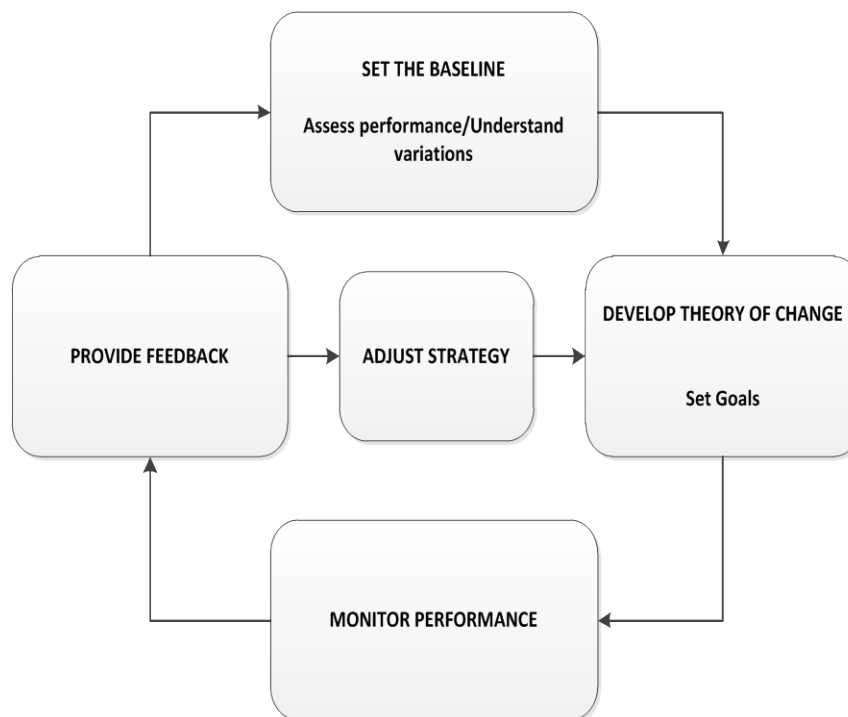 SET THE BASELINE
Assess performance/Understand
variations
PROVIDE FEEDBACK
ADJUST STRATEGY
DEVELOP THEORY OF CHANGE
Set Goals
MONITOR PERFORMANCE